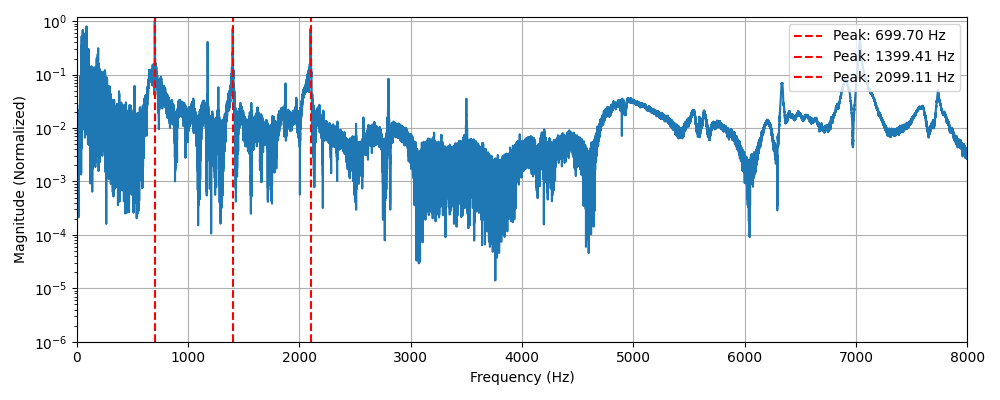 Magnitude (Normalized)
10⁰
10⁻¹
10⁻²
10⁻³
10⁻⁴
10⁻⁵
10⁻⁶
Peak: 699.70 Hz
Peak: 1399.41 Hz
Peak: 2099.11 Hz
0 1000 2000 3000 4000 5000 6000 7000 8000
Frequency (Hz)